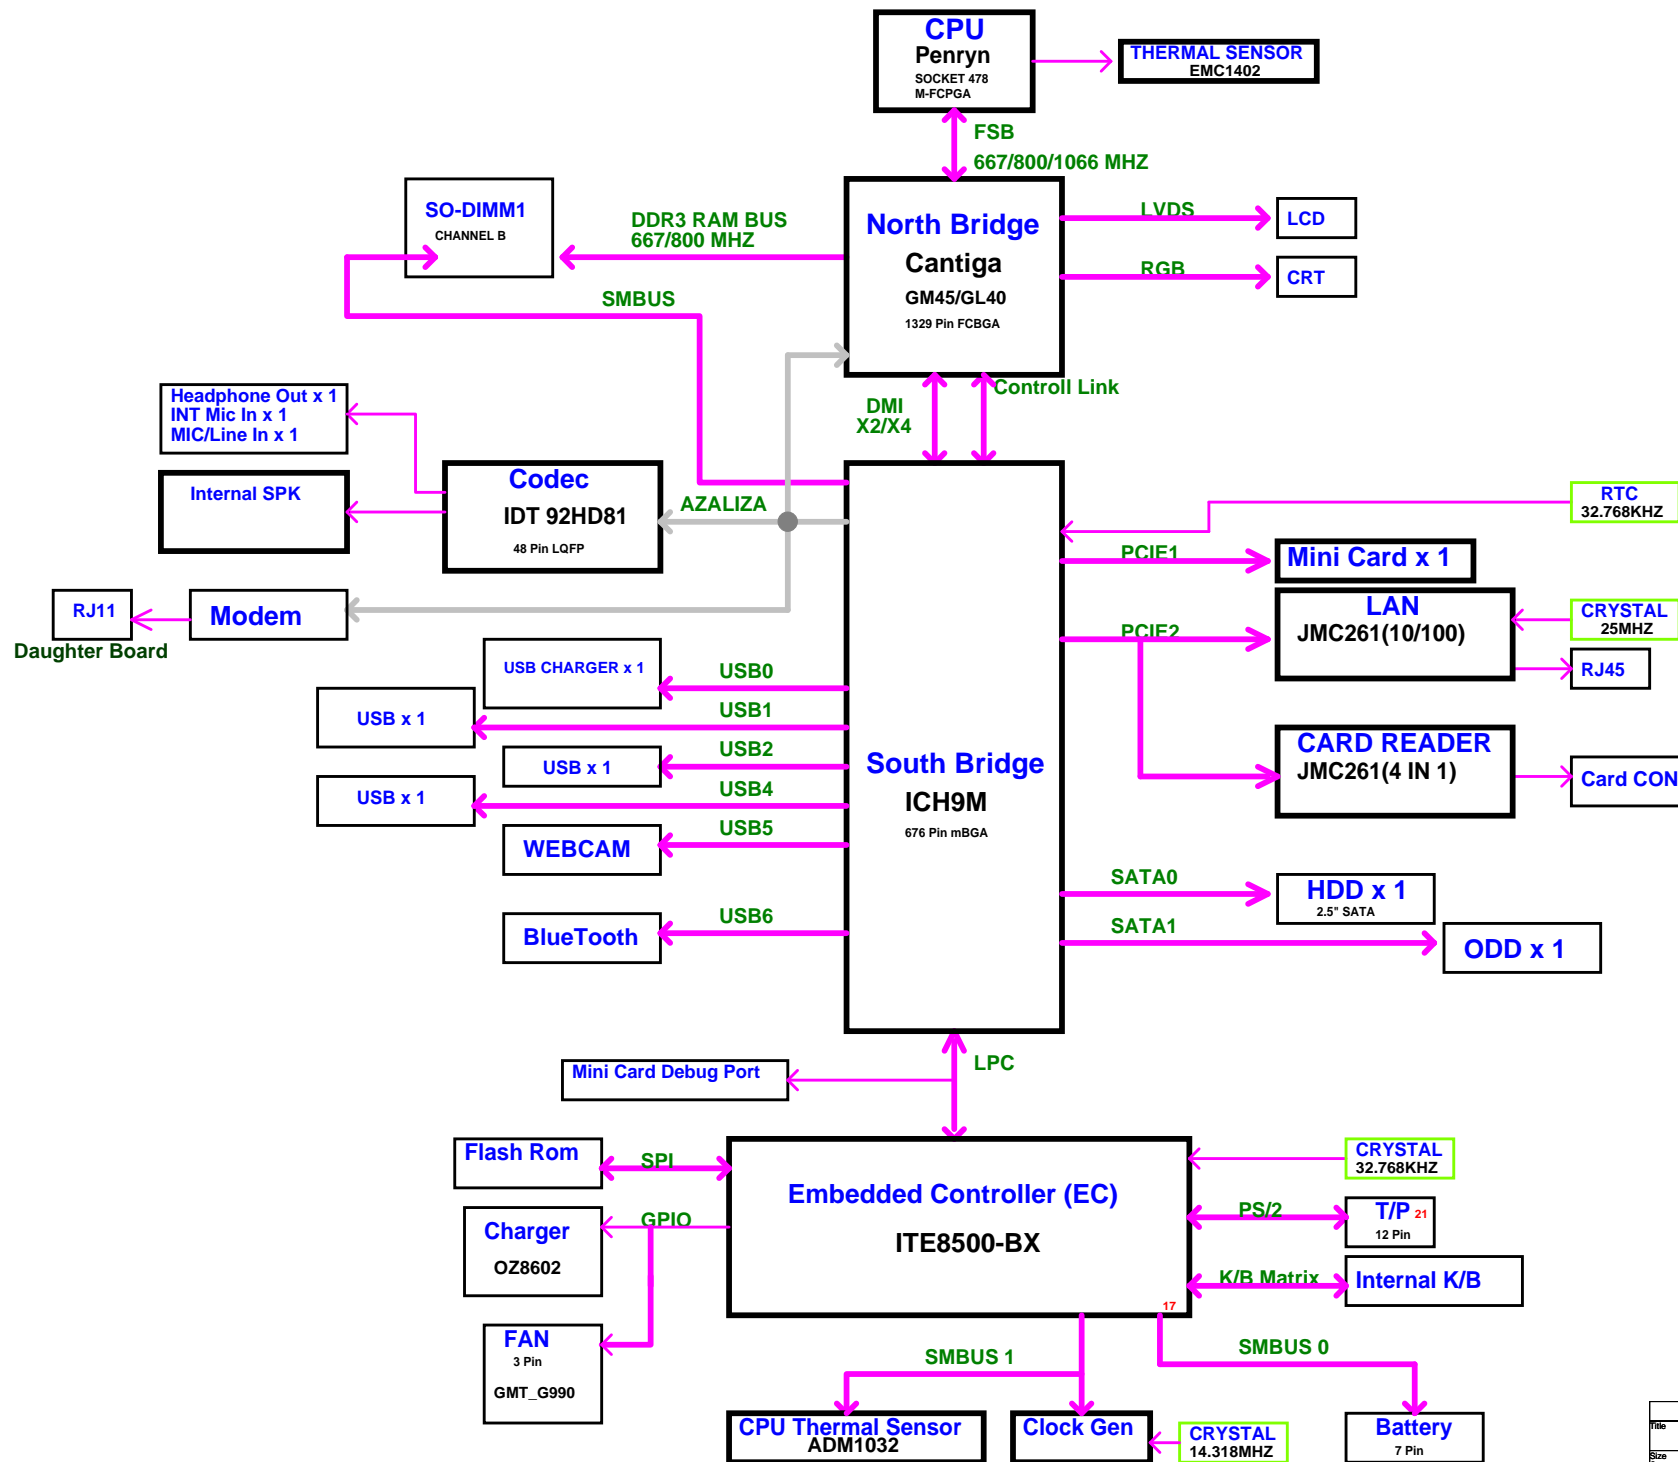 CPU
Penryn
SOCKET 478
M-FCPGA
THERMAL SENSOR
EMC1402
FSB
667/800/1066 MHZ
SO-DIMM1
CHANNEL B
DDR3 RAM BUS
667/800 MHZ
SMBUS
North Bridge
Cantiga
GM45/GL40
1329 Pin FCBGA
LVDS
LCD
RGB
CRT
Controll Link
DMI
X2/X4
Headphone Out x 1
INT Mic In x 1
MIC/Line In x 1
Internal SPK
Codec
IDT 92HD81
48 Pin LQFP
AZALIZA
RJ11
Modem
Daughter Board
RTC
32.768KHZ
PCIE1
Mini Card x 1
PCIE2
LAN
JMC261(10/100)
CRYSTAL
25MHZ
RJ45
CARD READER
JMC261(4 IN 1)
Card CON
USB CHARGER x 1
USB0
USB x 1
USB1
USB x 1
USB2
USB x 1
USB4
WEBCAM
USB5
BlueTooth
USB6
South Bridge
ICH9M
676 Pin mBGA
SATA0
HDD x 1
2.5" SATA
SATA1
ODD x 1
LPC
Mini Card Debug Port
Flash Rom
SPI
Charger
OZ8602
GPIO
FAN
3 Pin
GMT_G990
Embedded Controller (EC)
ITE8500-BX
17
CRYSTAL
32.768KHZ
PS/2
T/P 21
12 Pin
K/B Matrix
Internal K/B
SMBUS 1
SMBUS 0
CPU Thermal Sensor
ADM1032
Clock Gen
CRYSTAL
14.318MHZ
Battery
7 Pin
Title
Size